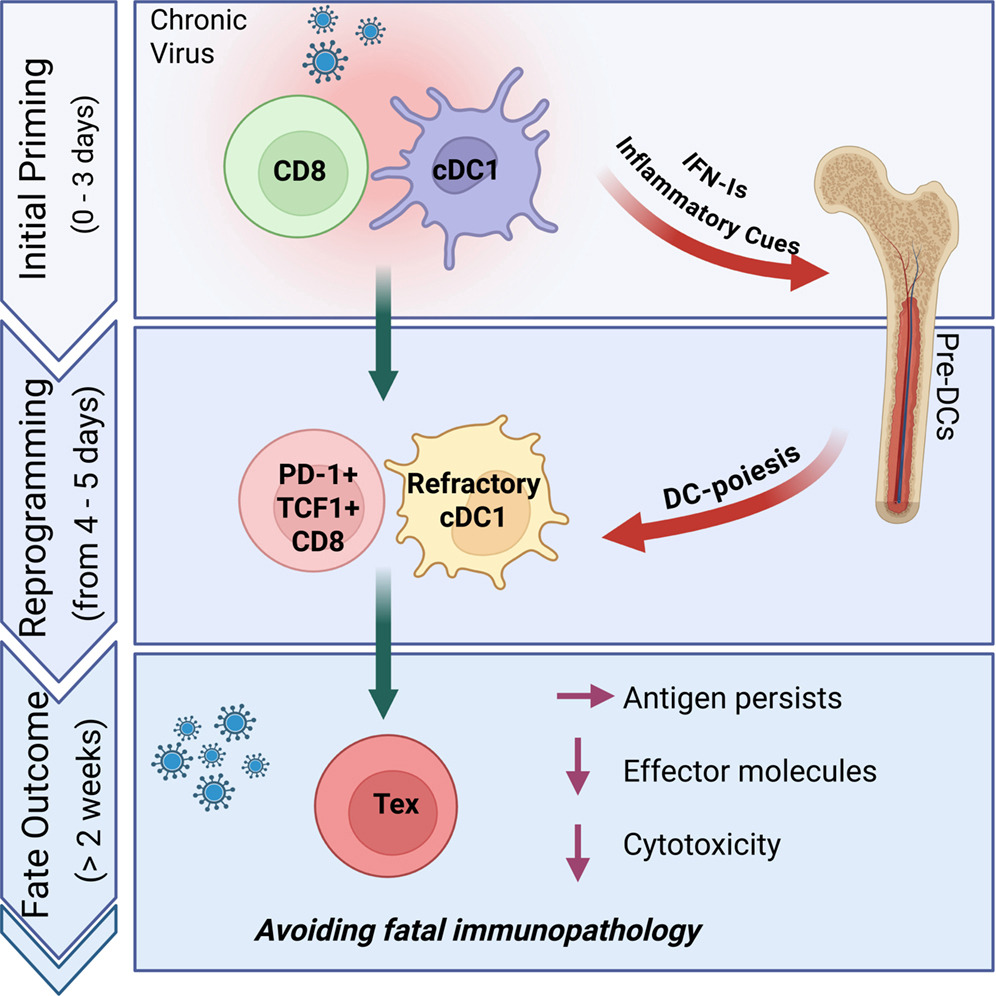 Initial Priming
(0 - 3 days)
Chronic
Virus
CD8
cDC1
IFN-Is
Inflammatory Cues
Pre-DCs
Reprogramming
(from 4 - 5 days)
PD-1+
TCF1+
CD8
Refractory
cDC1
DC-poiesis
Fate Outcome
(> 2 weeks)
Tex
Antigen persists
Effector molecules
Cytotoxicity
Avoiding fatal immunopathology